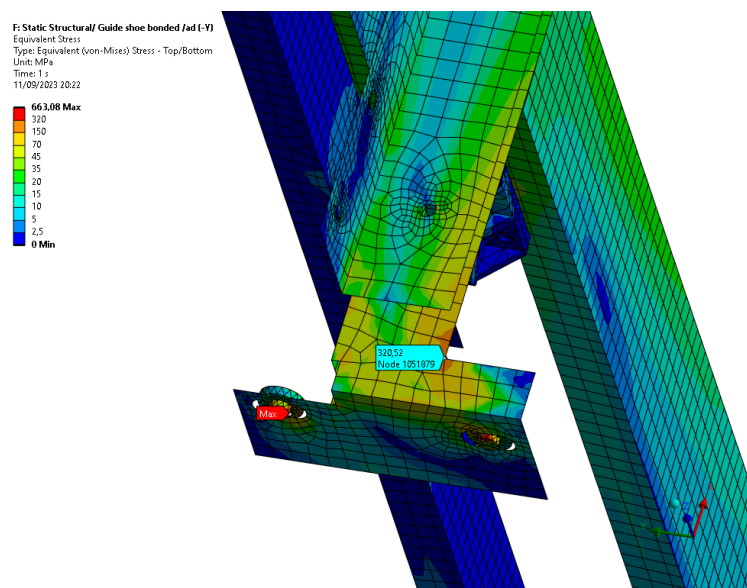 F: Static Structural/ Guide shoe bonded /ad (-Y)
Equivalent Stress
Type: Equivalent (von-Mises) Stress - Top/Bottom
Unit: MPa
Time: 1 s
11/09/2023 20:22
663,08 Max
320
150
70
45
35
20
15
10
5
2,5
0 Min
320,52
Node 1051879
Max